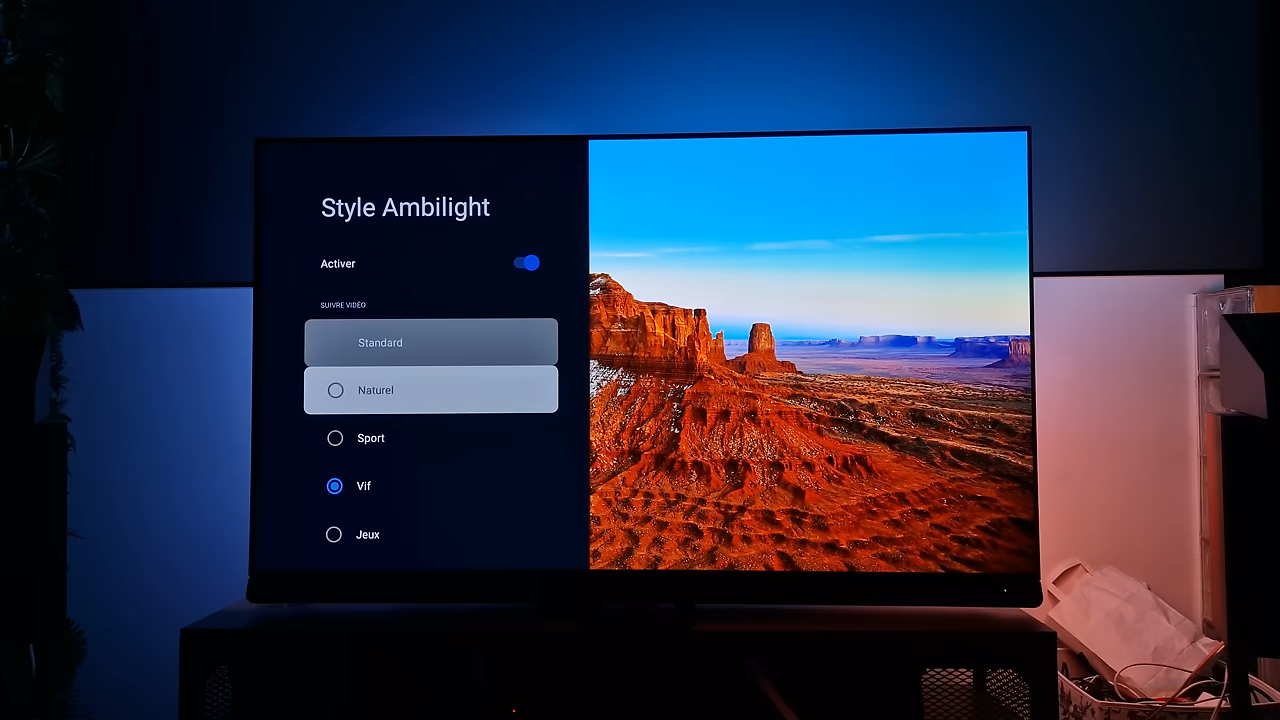 Style Ambilight
Activer
SUIVRE VIDÉO
Standard
Naturel
Sport
Vif
Jeux